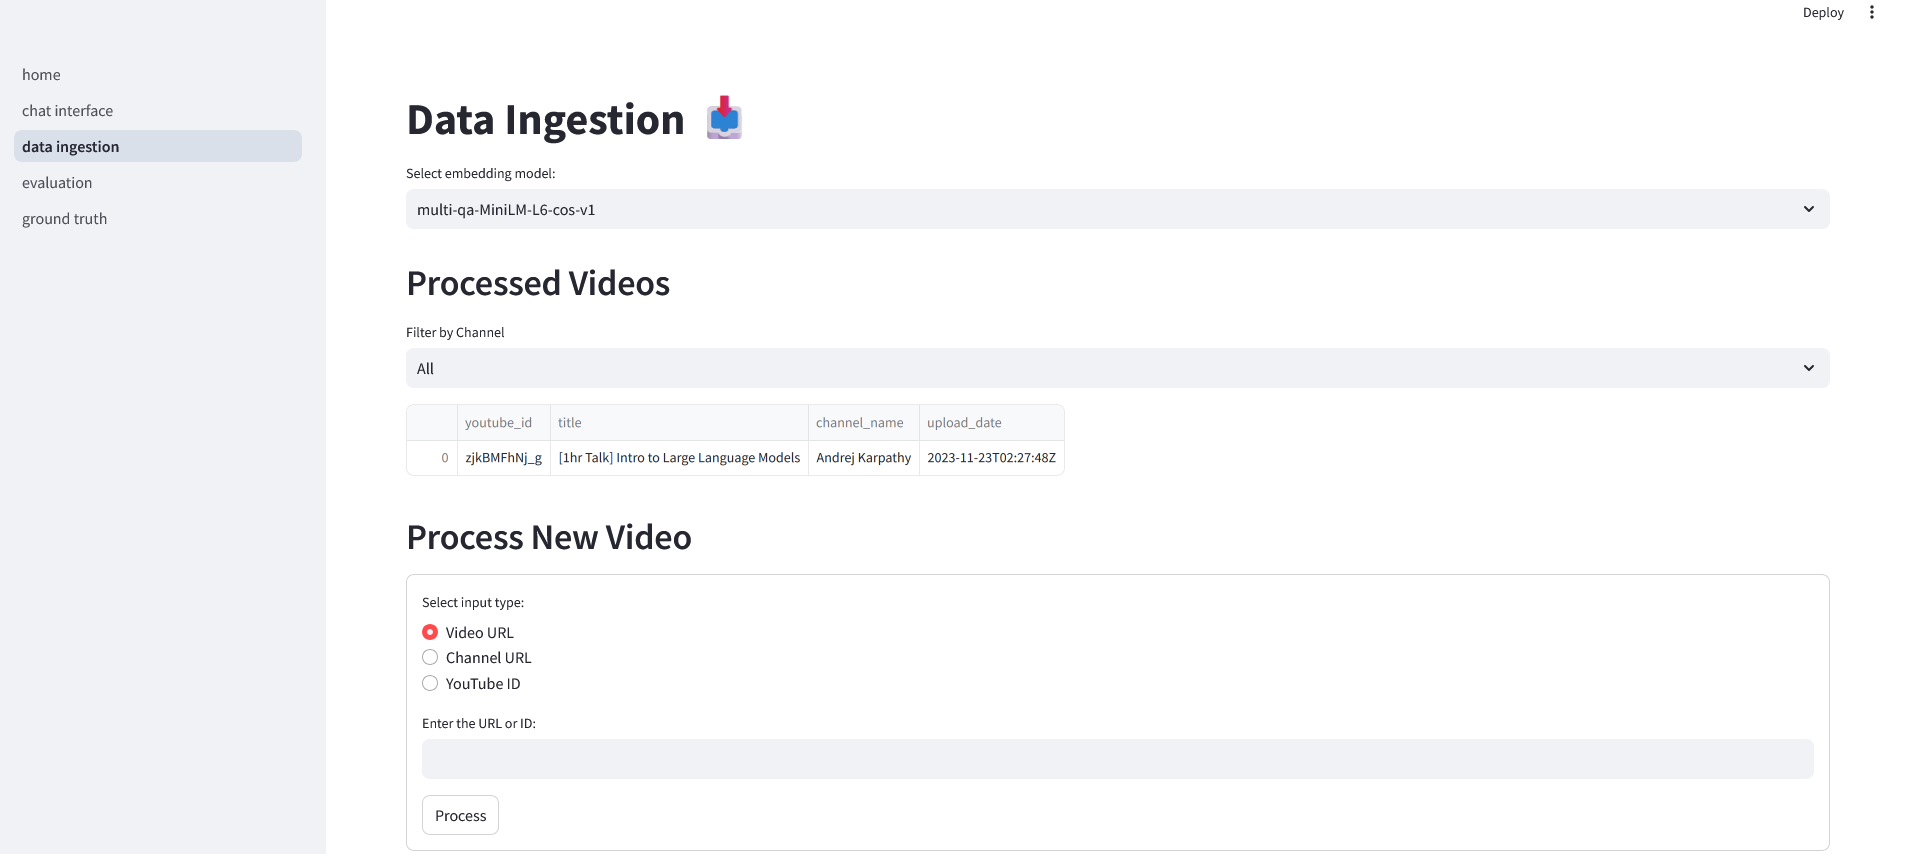 Deploy
home
chat interface
data ingestion
evaluation
ground truth
Data Ingestion
Select embedding model:
multi-qa-MiniLM-L6-cos-v1
Processed Videos
Filter by Channel
All
youtube_id title channel_name upload_date
0 zjkBMFhNj_g [1hr Talk] Intro to Large Language Models Andrej Karpathy 2023-11-23T02:27:48Z
Process New Video
Select input type:
Video URL
Channel URL
YouTube ID
Enter the URL or ID:
Process